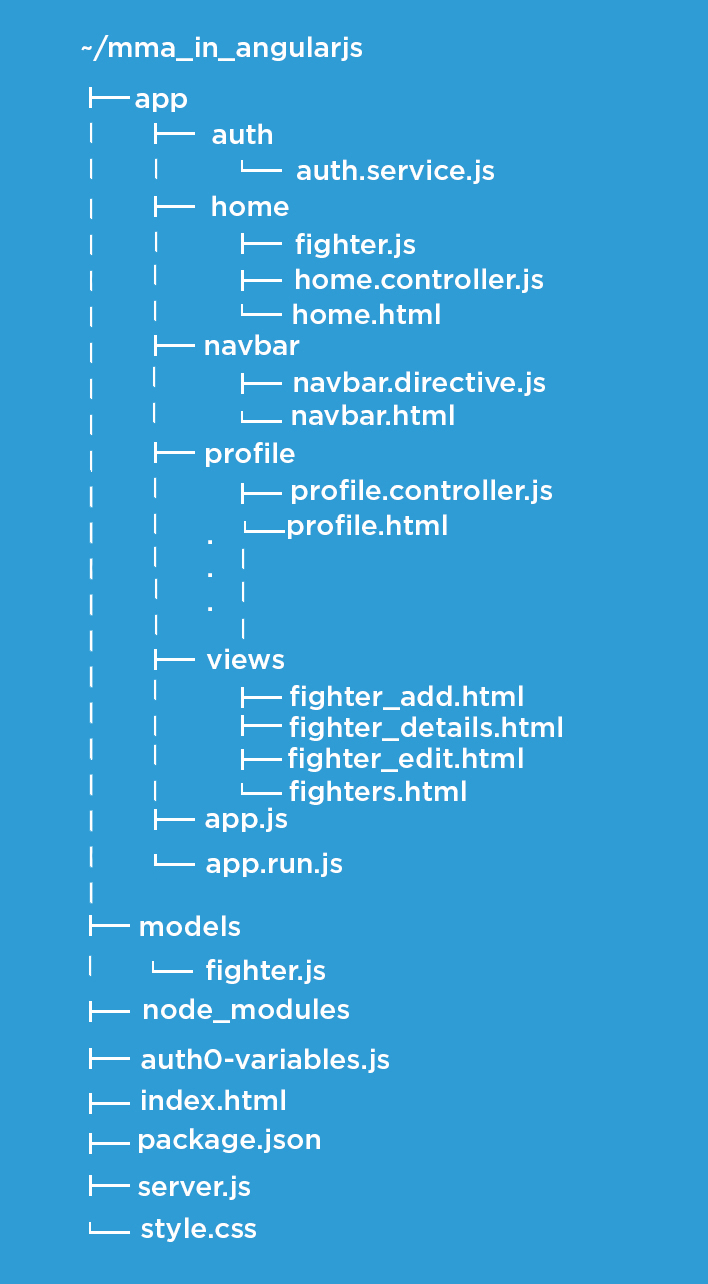 ~/mma_in_angularjs
app
auth
auth.service.js
home
fighter.js
home.controller.js
home.html
navbar
navbar.directive.js
navbar.html
profile
profile.controller.js
profile.html
.
.
.
views
fighter_add.html
fighter_details.html
fighter_edit.html
fighters.html
app.js
app.run.js
models
fighter.js
node_modules
auth0-variables.js
index.html
package.json
server.js
style.css